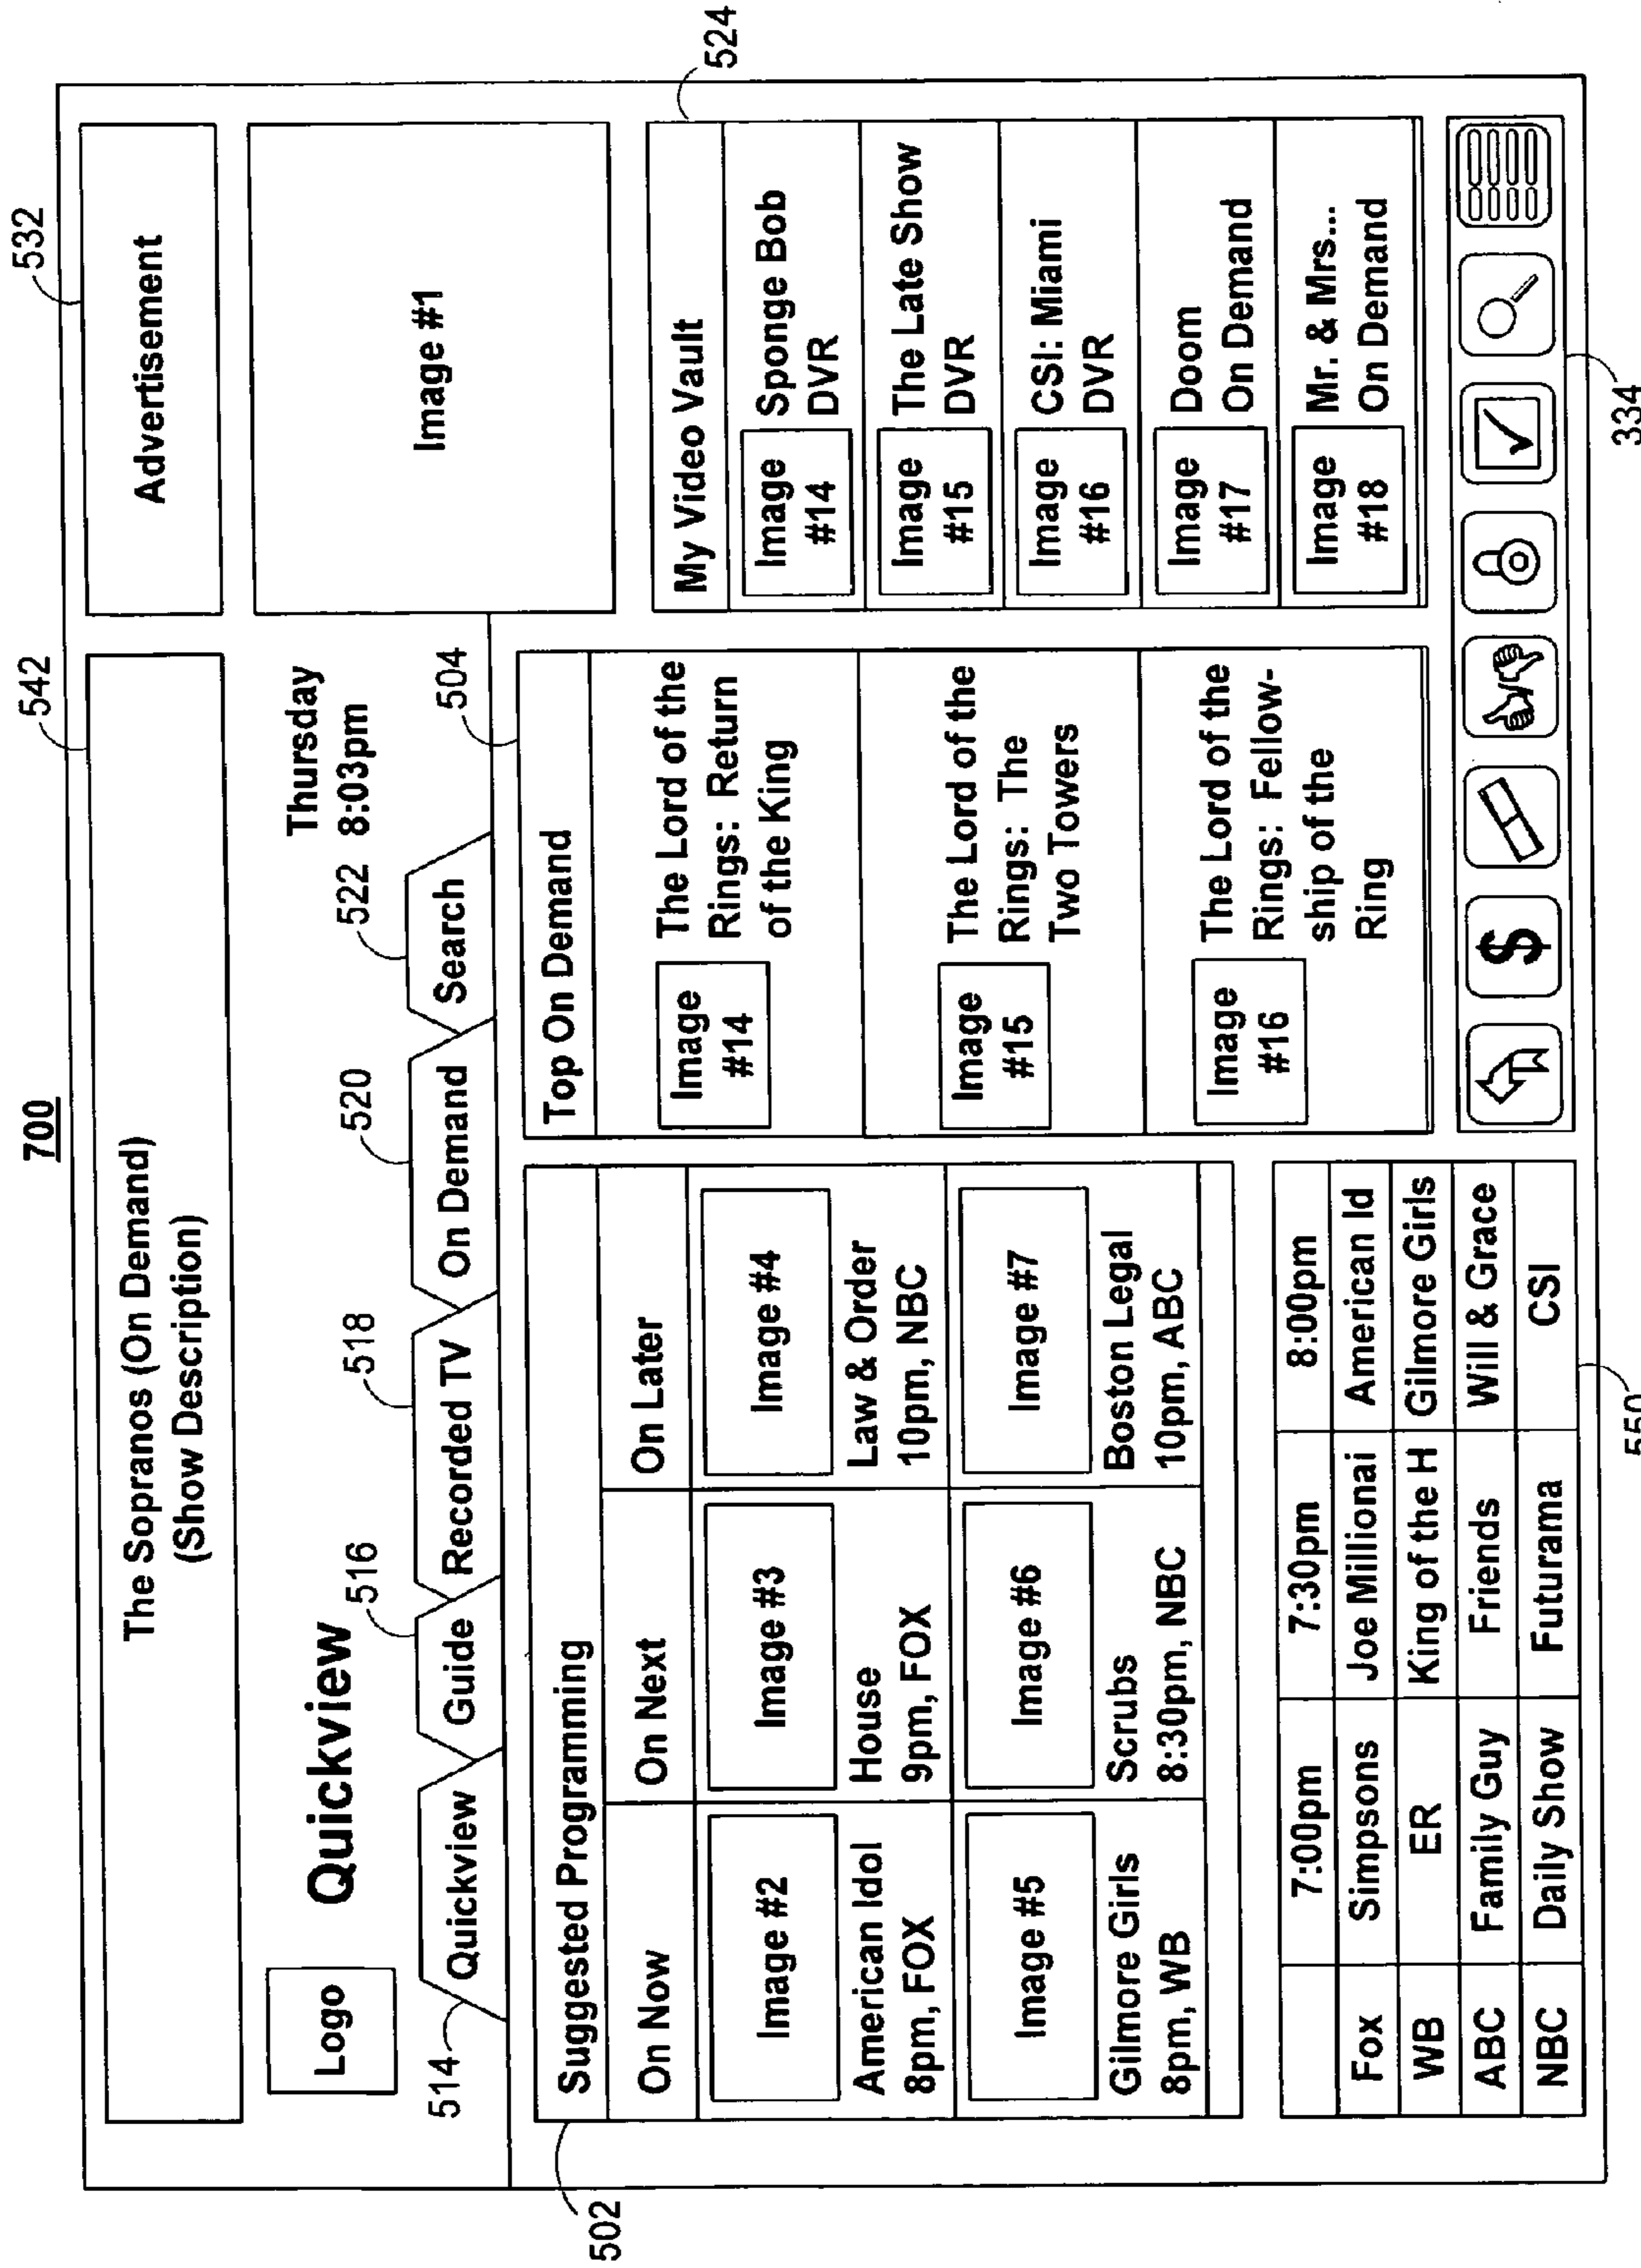 700
542
532
The Sopranos (On Demand)
(Show Description)
Advertisement
Logo
Quickview
Thursday
8:03pm
Image #1
514
516
518
520
522
Quickview
Guide
Recorded TV
On Demand
Search
502
Suggested Programming
On Now
On Next
On Later
Image #2
Image #3
Image #4
American Idol
8pm, FOX
House
9pm, FOX
Law & Order
10pm, NBC
Image #5
Image #6
Image #7
Gilmore Girls
8pm, WB
Scrubs
8:30pm, NBC
Boston Legal
10pm, ABC
504
Top On Demand
Image
#14
The Lord of the
Rings: Return
of the King
Image
#15
The Lord of the
Rings: The
Two Towers
Image
#16
The Lord of the
Rings: Fellow-
ship of the
Ring
524
My Video Vault
Image
#14
Sponge Bob
DVR
Image
#15
The Late Show
DVR
Image
#16
CSI: Miami
DVR
Image
#17
Doom
On Demand
Image
#18
Mr. & Mrs...
On Demand
7:00pm 7:30pm 8:00pm
Fox Simpsons Joe Millionai American Id
WB ER King of the H Gilmore Girls
ABC Family Guy Friends Will & Grace
NBC Daily Show Futurama CSI
$
550
334